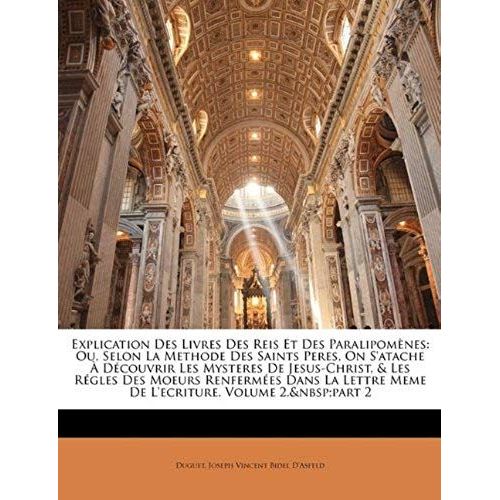 Explication Des Livres Des Reis Et Des Paralipomènes:
Ou, Selon La Methode Des Saints Peres, On S'atache
À Découvrir Les Mysteres De Jesus-Christ, & Les
Régles Des Moeurs Renfermées Dans La Lettre Meme
De L'ecriture, Volume 2,&nbsp;part 2
Duguet, Joseph Vincent Bidel D'Asfeld